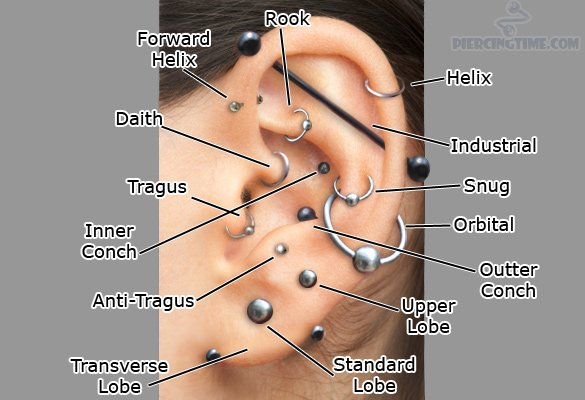 PIERCINGTIME.COM
Rook
Forward
Helix
Helix
Daith
Industrial
Tragus
Snug
Inner
Conch
Orbital
Outter
Conch
Anti-Tragus
Upper
Lobe
Transverse
Lobe
Standard
Lobe